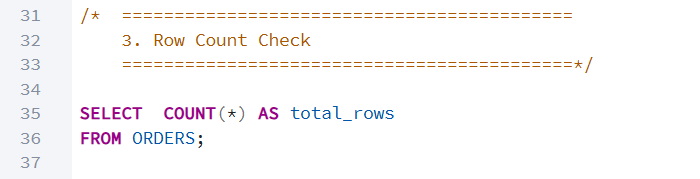 31 /* ===========================================
32 3. Row Count Check
33 ===========================================*/
34
35 SELECT  COUNT(*) AS total_rows
36 FROM ORDERS;
37